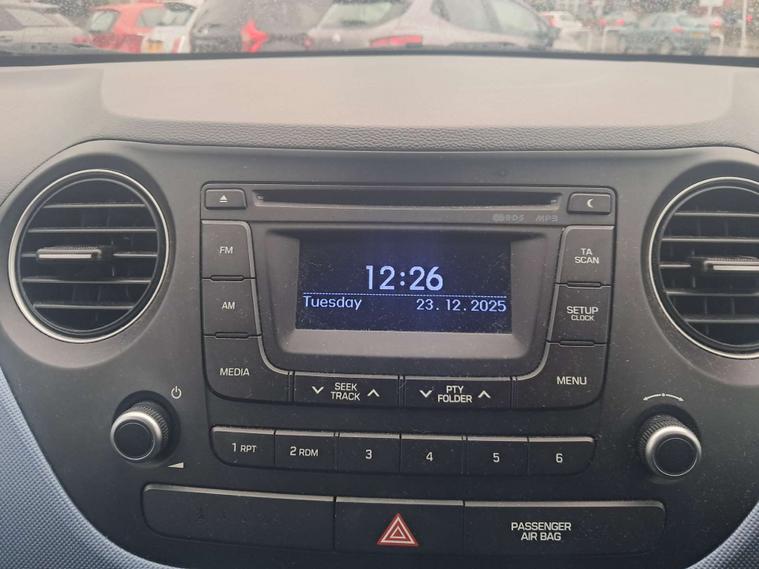 RDS MP3
FM
TA
SCAN
12:26
Tuesday 23.12.2025
AM
SETUP
CLOCK
MEDIA
SEEK
TRACK
PTY
FOLDER
MENU
1 RPT
2 RDM
3
4
5
6
PASSENGER
AIR BAG